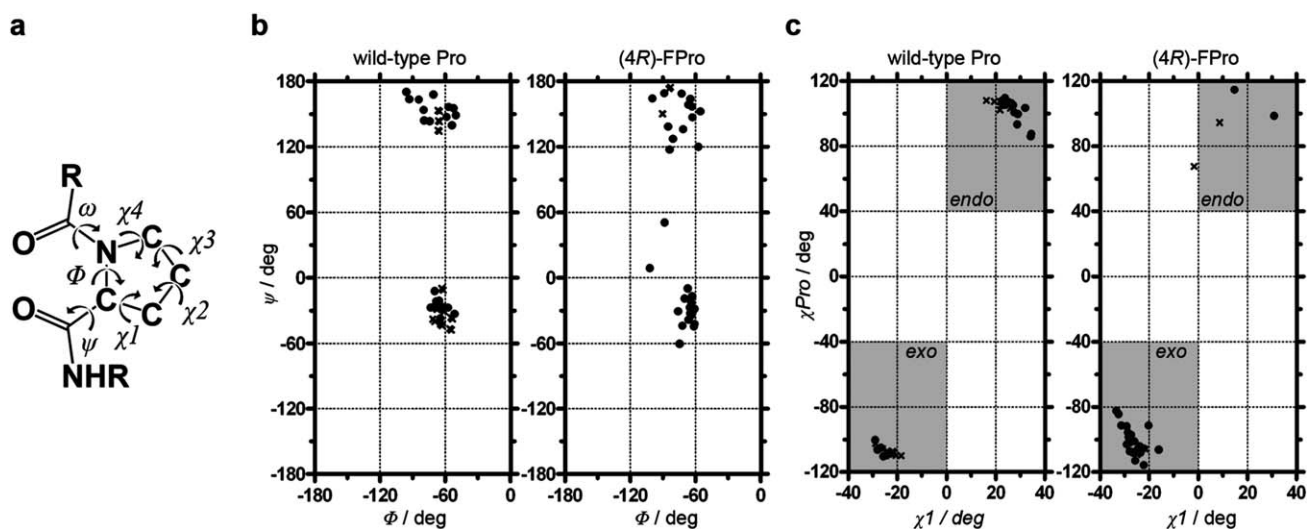 a
R
O
ω
N
χ4
C
χ3
C
Φ
O
C
C
χ2
χ1
ψ
NHR
b
wild-type Pro
(4R)-FPro
180
120
60
0
-60
-120
-180
ψ / deg
-180 -120 -60 0
-180 -120 -60 0
Φ / deg
Φ / deg
c
wild-type Pro
(4R)-FPro
120
80
40
0
-40
-80
-120
χPro / deg
endo
exo
endo
exo
-40 -20 0 20 40
-40 -20 0 20 40
χ1 / deg
χ1 / deg